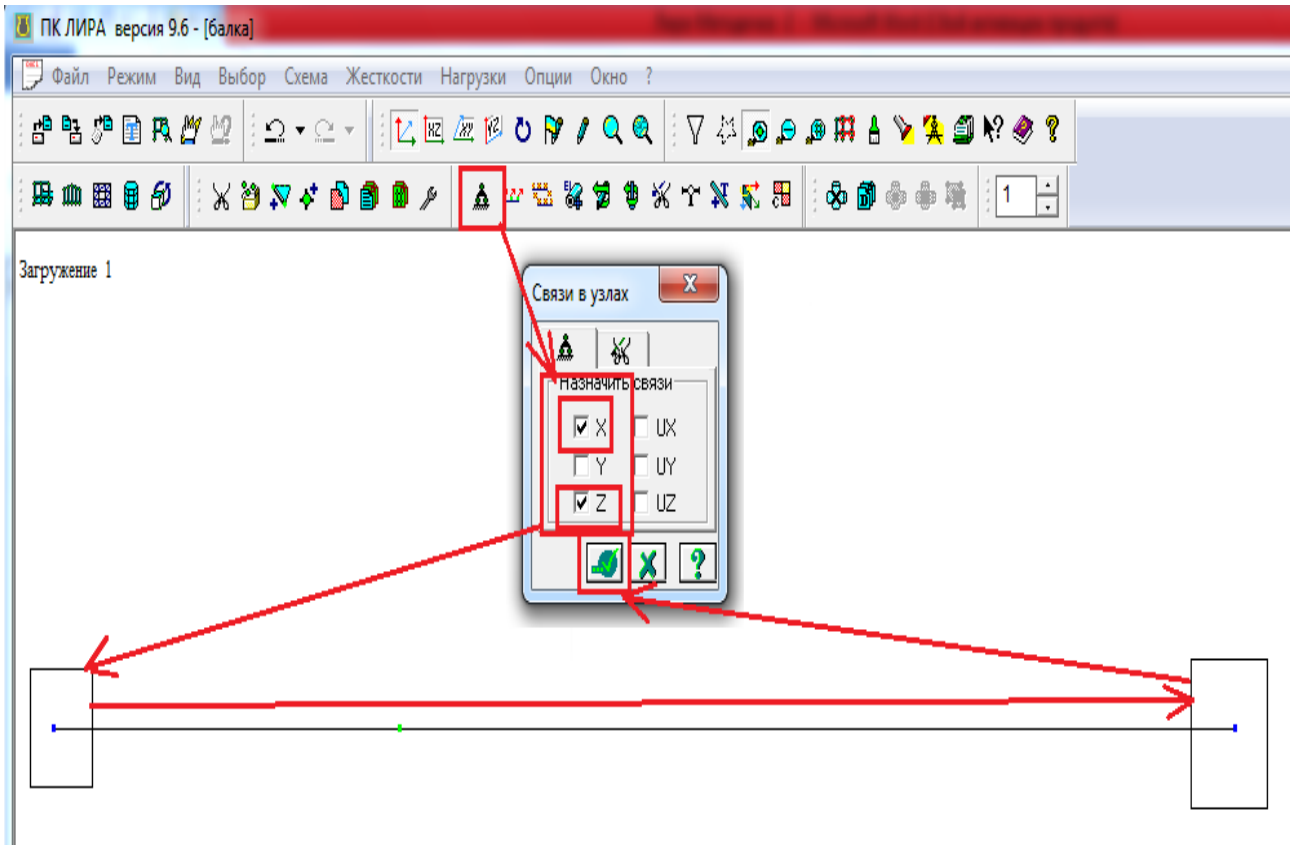 ПК ЛИРА версия 9.6 - [балка]
Файл Режим Вид Выбор Схема Жесткости Нагрузки Опции Окно ?
1
Загружение 1
Связи в узлах
Назначить связи
X UX
Y UY
Z UZ